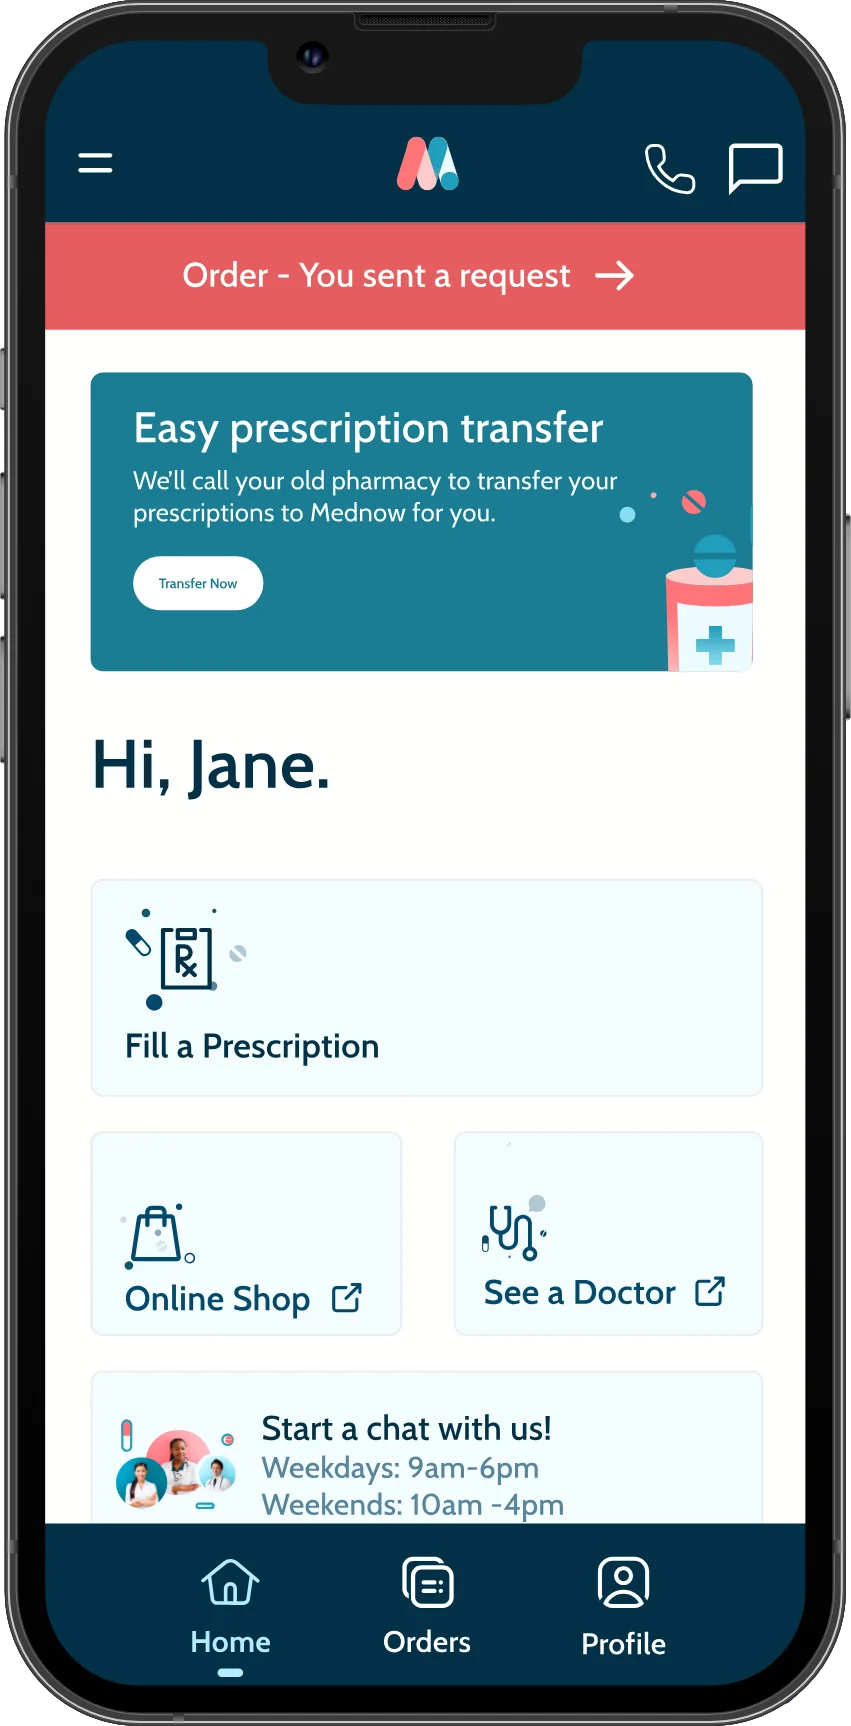 Order - You sent a request
Easy prescription transfer
We'll call your old pharmacy to transfer your
prescriptions to Mednow for you.
Transfer Now
Hi, Jane.
Rx
Fill a Prescription
Online Shop
See a Doctor
Start a chat with us!
Weekdays: 9am-6pm
Weekends: 10am -4pm
Home
Orders
Profile